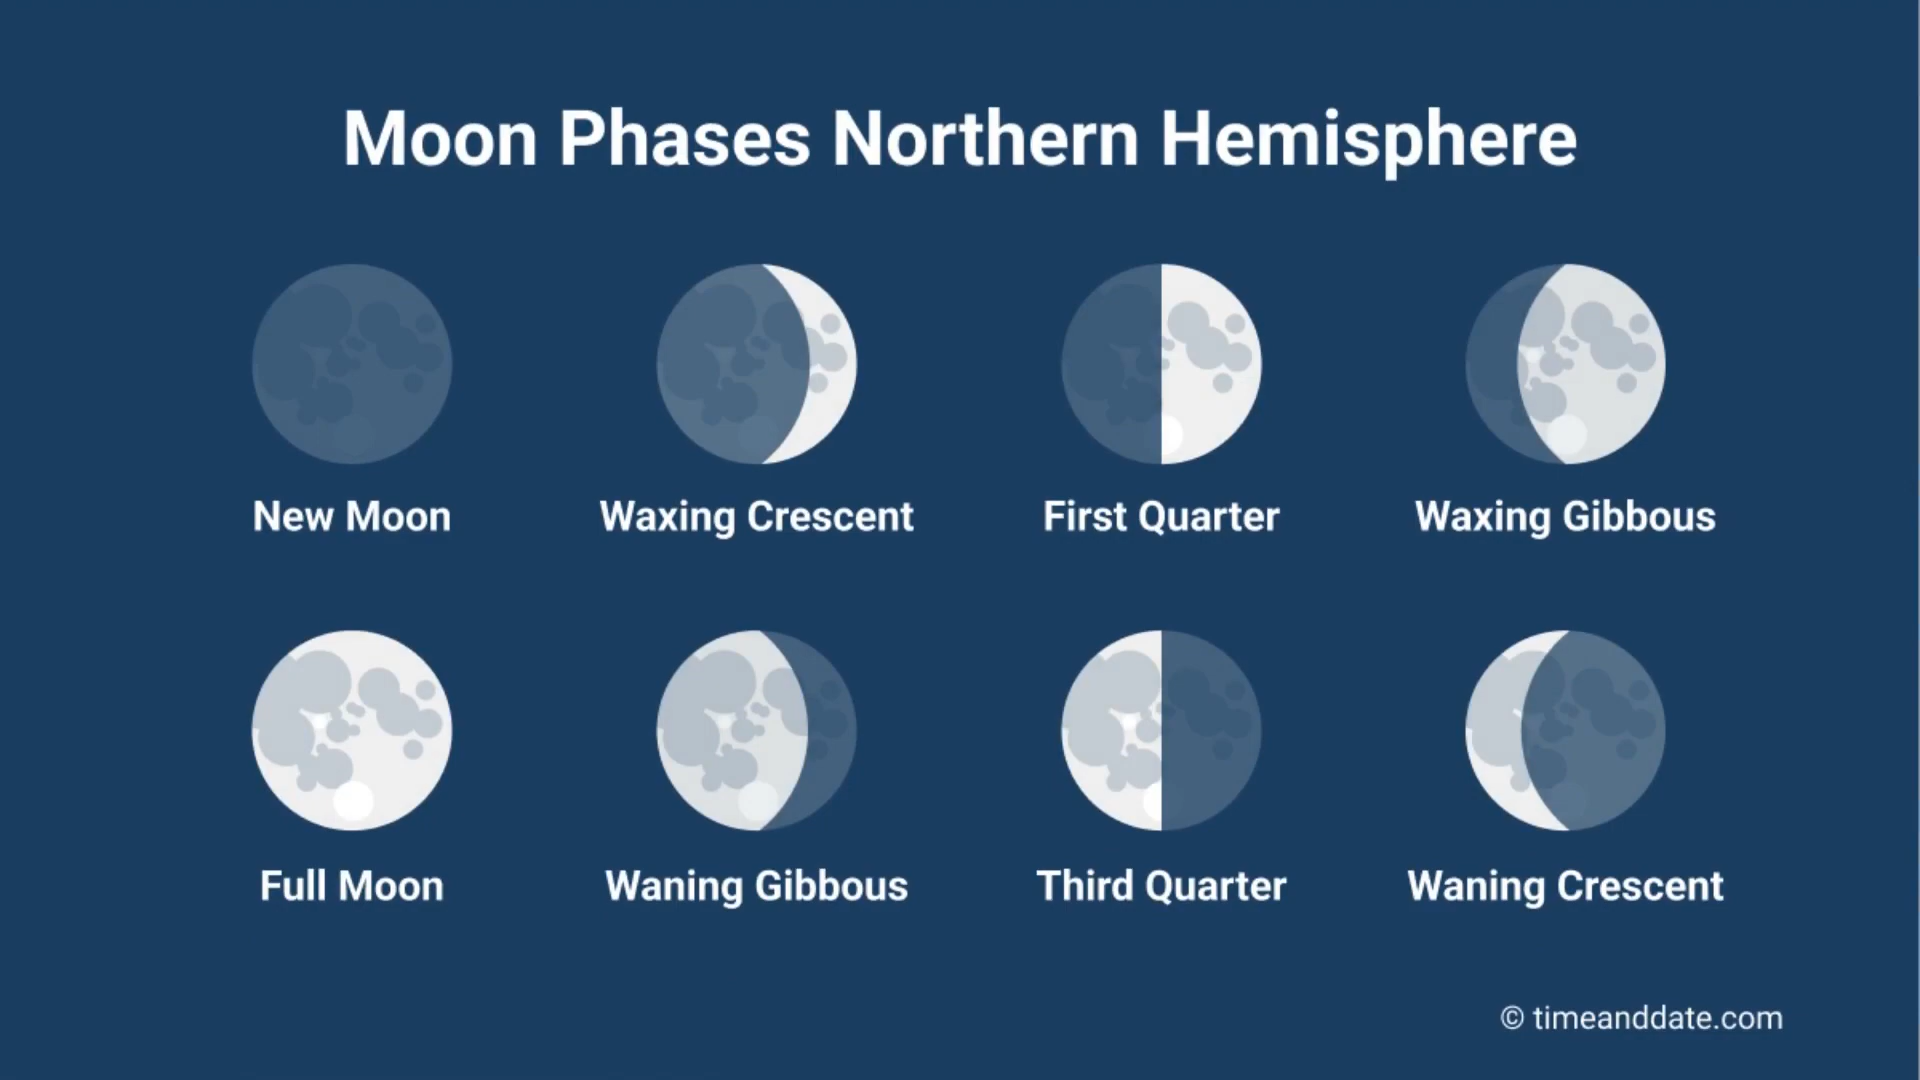 Moon Phases Northern Hemisphere
New Moon
Waxing Crescent
First Quarter
Waxing Gibbous
Full Moon
Waning Gibbous
Third Quarter
Waning Crescent
© timeanddate.com